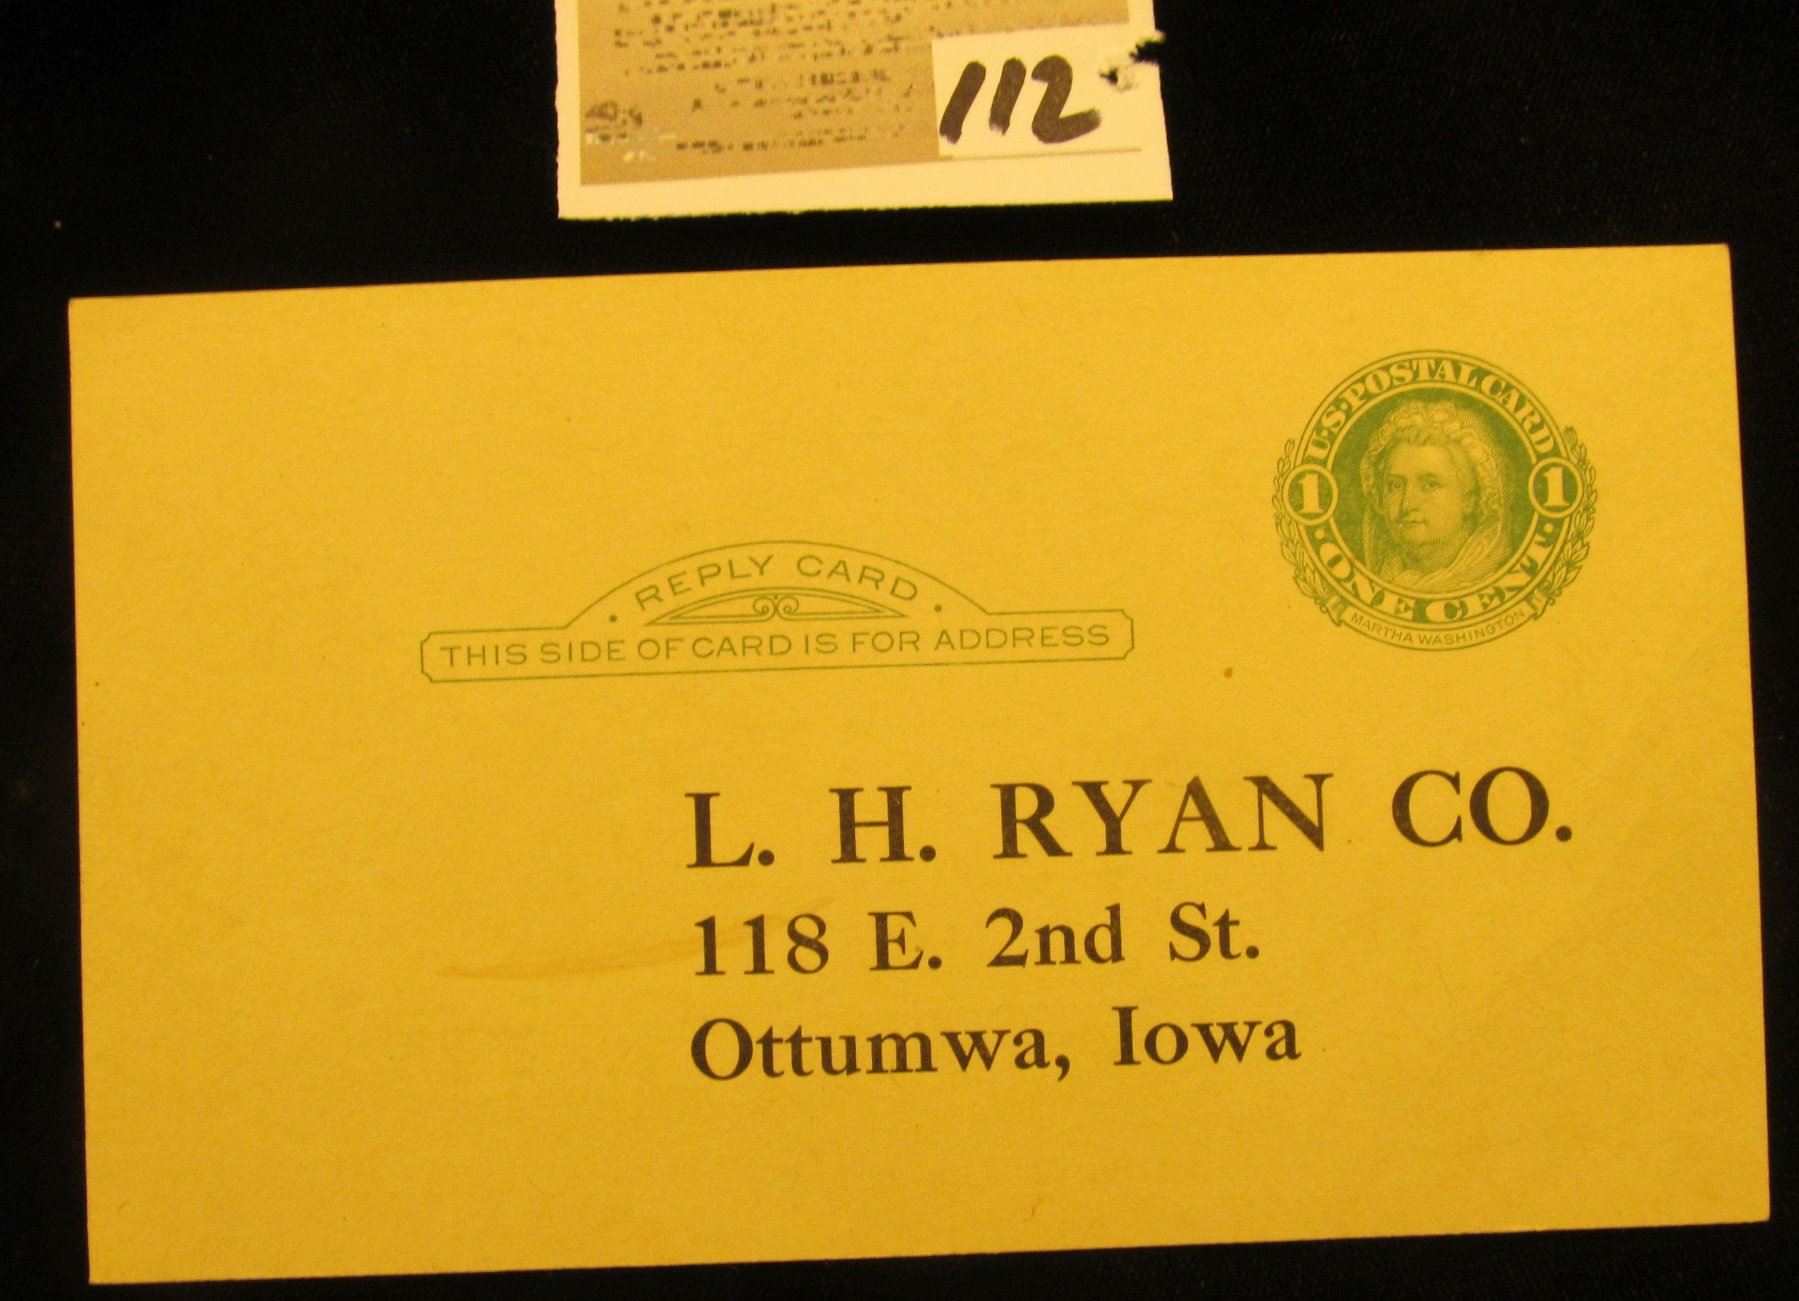 112
U.S. POSTAL CARD
1 1
ONE CENT
MARTHA WASHINGTON
· REPLY CARD ·
THIS SIDE OF CARD IS FOR ADDRESS
L. H. RYAN CO.
118 E. 2nd St.
Ottumwa, Iowa